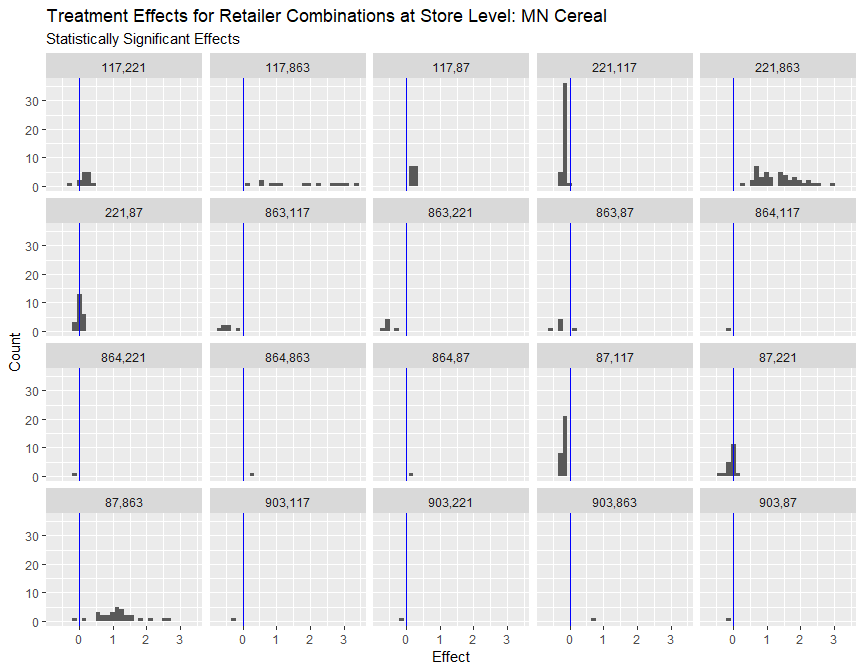 Treatment Effects for Retailer Combinations at Store Level: MN Cereal
Statistically Significant Effects
117,221 117,863 117,87 221,117 221,863
30
20
10
0
221,87 863,117 863,221 863,87 864,117
30
20
10
0
Count
864,221 864,863 864,87 87,117 87,221
30
20
10
0
87,863 903,117 903,221 903,863 903,87
30
20
10
0
0 1 2 3 0 1 2 3 0 1 2 3 0 1 2 3 0 1 2 3
Effect